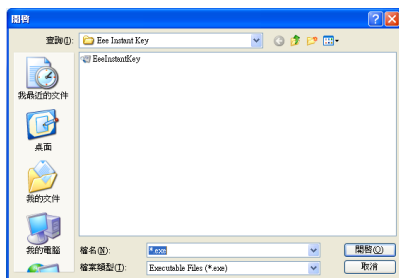 開啓
查詢(I): Eee Instant Key
EeeInstantKey
我最近的文件
桌面
我的文件
我的電腦
檔名(N): *.exe 開啓(O)
檔案類型(T): Executable Files (*.exe) 取消